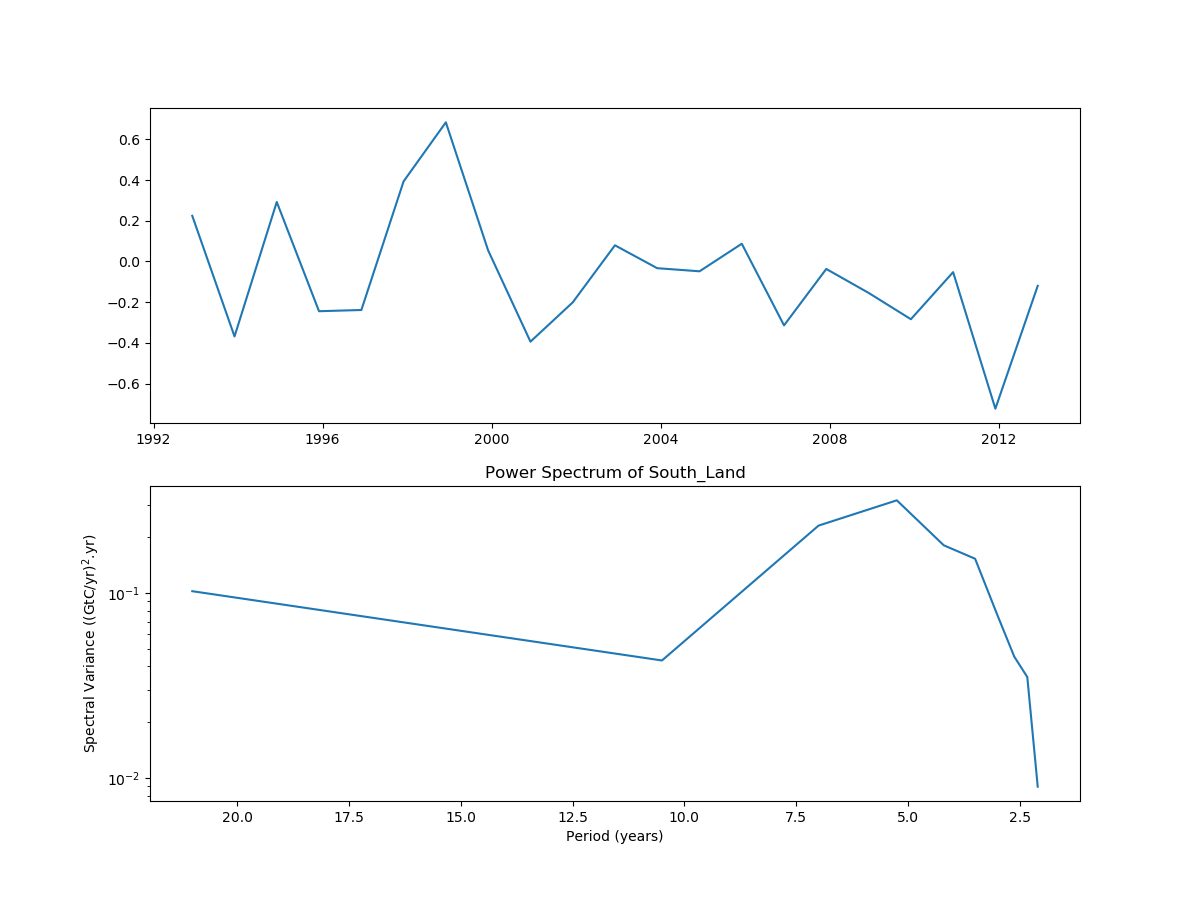 0.6
0.4
0.2
0.0
−0.2
−0.4
−0.6
1992 1996 2000 2004 2008 2012
Power Spectrum of South_Land
Spectral Variance ((GtC/yr)².yr)
10⁻¹
10⁻²
20.0 17.5 15.0 12.5 10.0 7.5 5.0 2.5
Period (years)